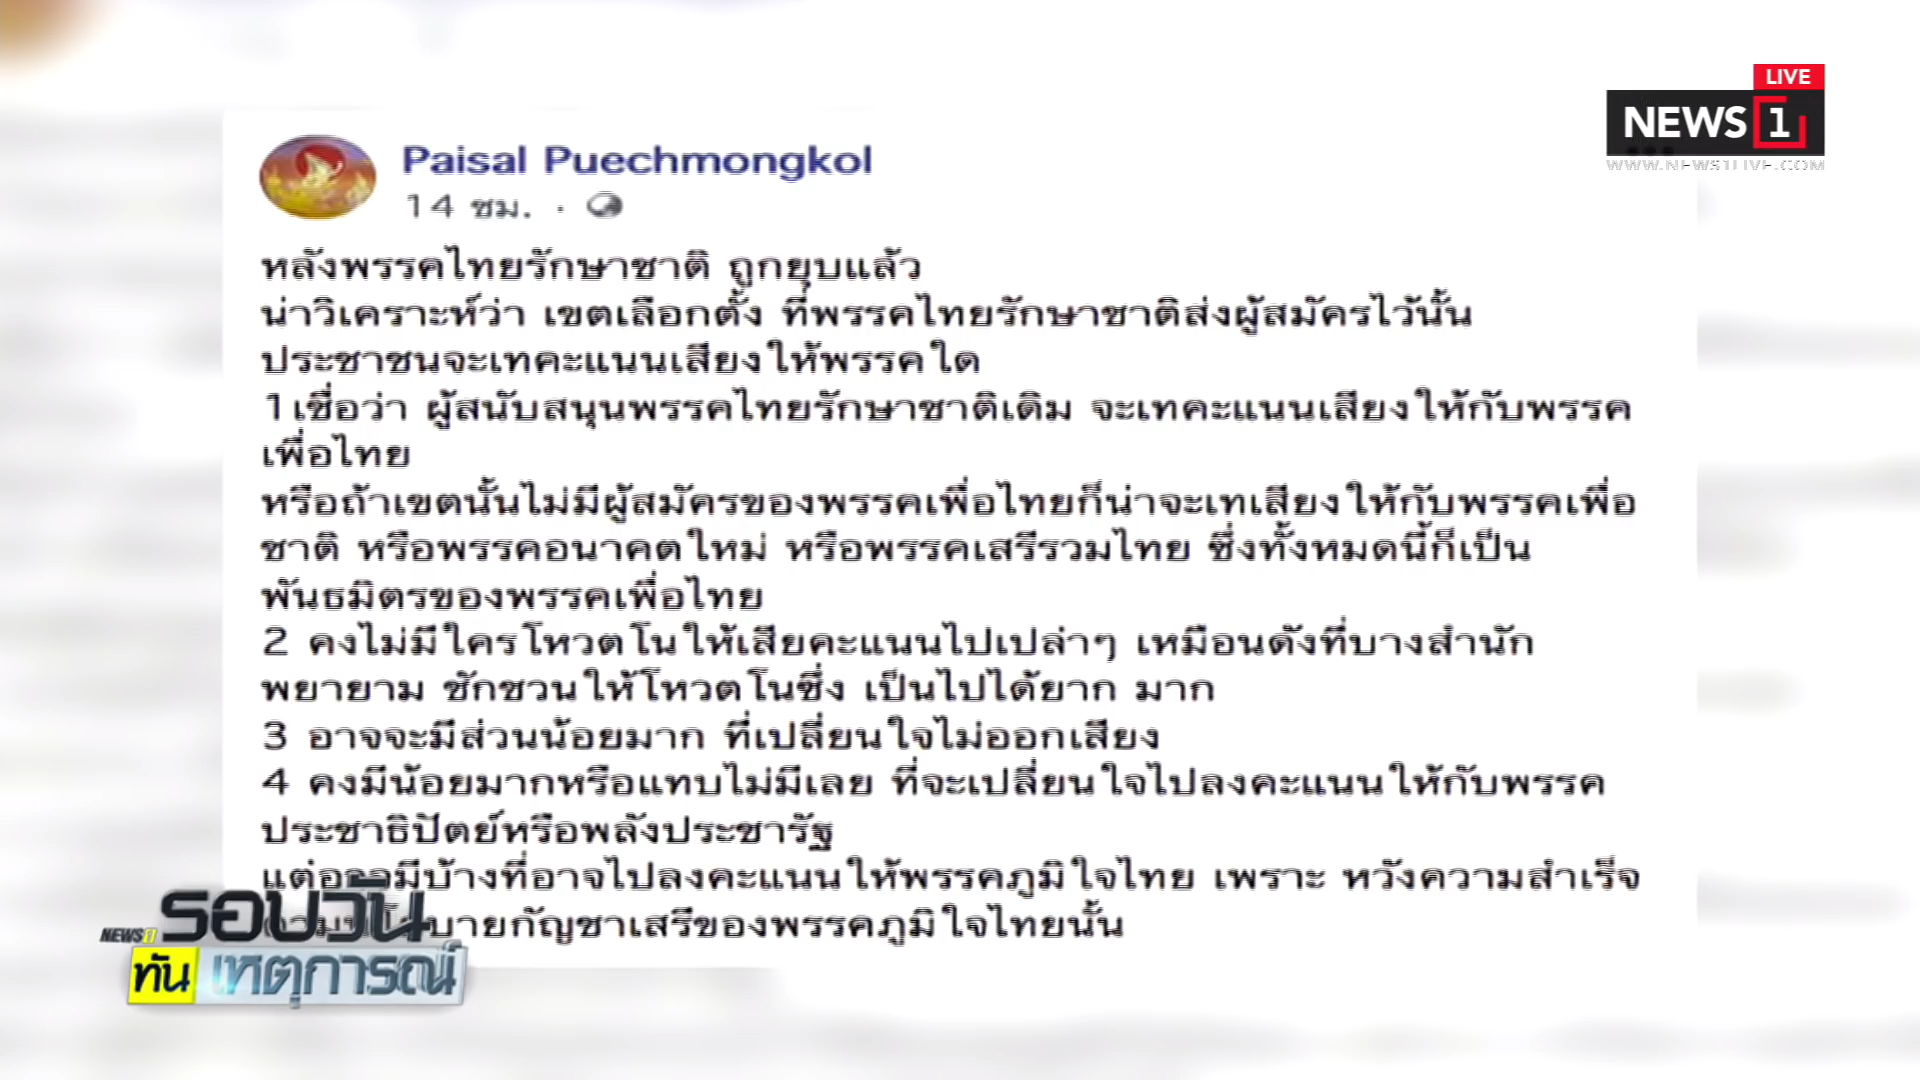 LIVE
NEWS 1
WWW.NEWS1LIVE.COM
Paisal Puechmongkol
14 ชม. ·
หลังพรรคไทยรักษาชาติ ถูกยุบแล้ว
น่าวิเคราะห์ว่า เขตเลือกตั้ง ที่พรรคไทยรักษาชาติส่งผู้สมัครไว้นั้น
ประชาชนจะเทคะแนนเสียงให้พรรคใด
1เชื่อว่า ผู้สนับสนุนพรรคไทยรักษาชาติเดิม จะเทคะแนนเสียงให้กับพรรค
เพื่อไทย
หรือถ้าเขตนั้นไม่มีผู้สมัครของพรรคเพื่อไทยก็น่าจะเทเสียงให้กับพรรคเพื่อ
ชาติ หรือพรรคอนาคตใหม่ หรือพรรคเสรีรวมไทย ซึ่งทั้งหมดนี้ก็เป็น
พันธมิตรของพรรคเพื่อไทย
2 คงไม่มีใครโหวตโนให้เสียคะแนนไปเปล่าๆ เหมือนดังที่บางสำนัก
พยายาม ชักชวนให้โหวตโนซึ่ง เป็นไปได้ยาก มาก
3 อาจจะมีส่วนน้อยมาก ที่เปลี่ยนใจไม่ออกเสียง
4 คงมีน้อยมากหรือแทบไม่มีเลย ที่จะเปลี่ยนใจไปลงคะแนนให้กับพรรค
ประชาธิปัตย์หรือพลังประชารัฐ
แต่อาจมีบ้างที่อาจไปลงคะแนนให้พรรคภูมิใจไทย เพราะ หวังความสำเร็จ
กัญชาเสรีของพรรคภูมิใจไทยนั้น
NEWS1 รอบวัน
ทันเหตุการณ์